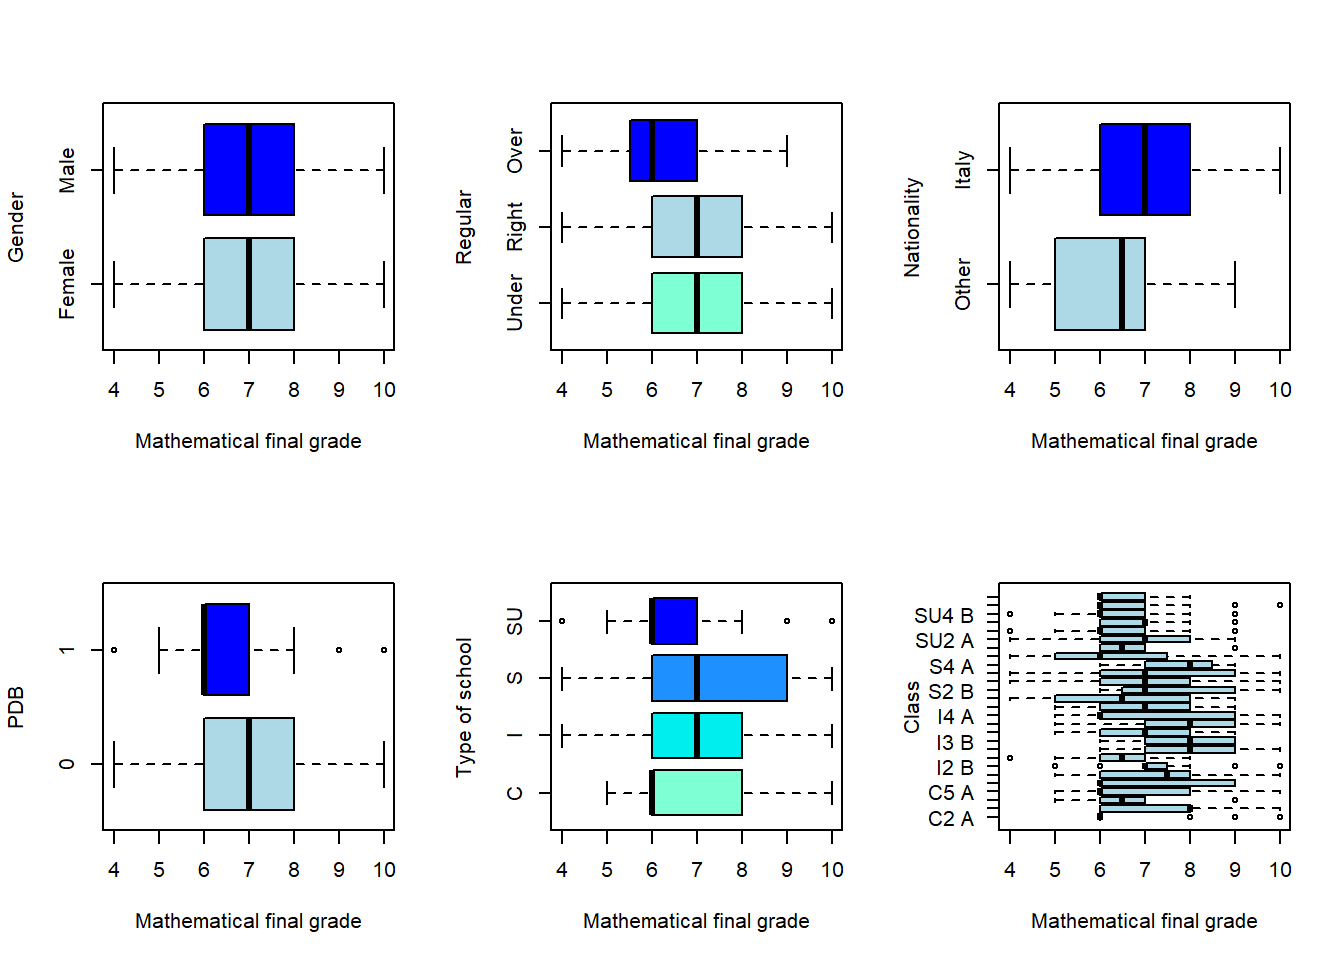 Gender
Male
Female
4 5 6 7 8 9 10
Mathematical final grade
Regular
Over
Right
Under
4 5 6 7 8 9 10
Mathematical final grade
Nationality
Italy
Other
4 5 6 7 8 9 10
Mathematical final grade
PDB
1
0
4 5 6 7 8 9 10
Mathematical final grade
Type of school
SU
S
I
C
4 5 6 7 8 9 10
Mathematical final grade
Class
SU4 B
SU2 A
S4 A
S2 B
I4 A
I3 B
I2 B
C5 A
C2 A
4 5 6 7 8 9 10
Mathematical final grade